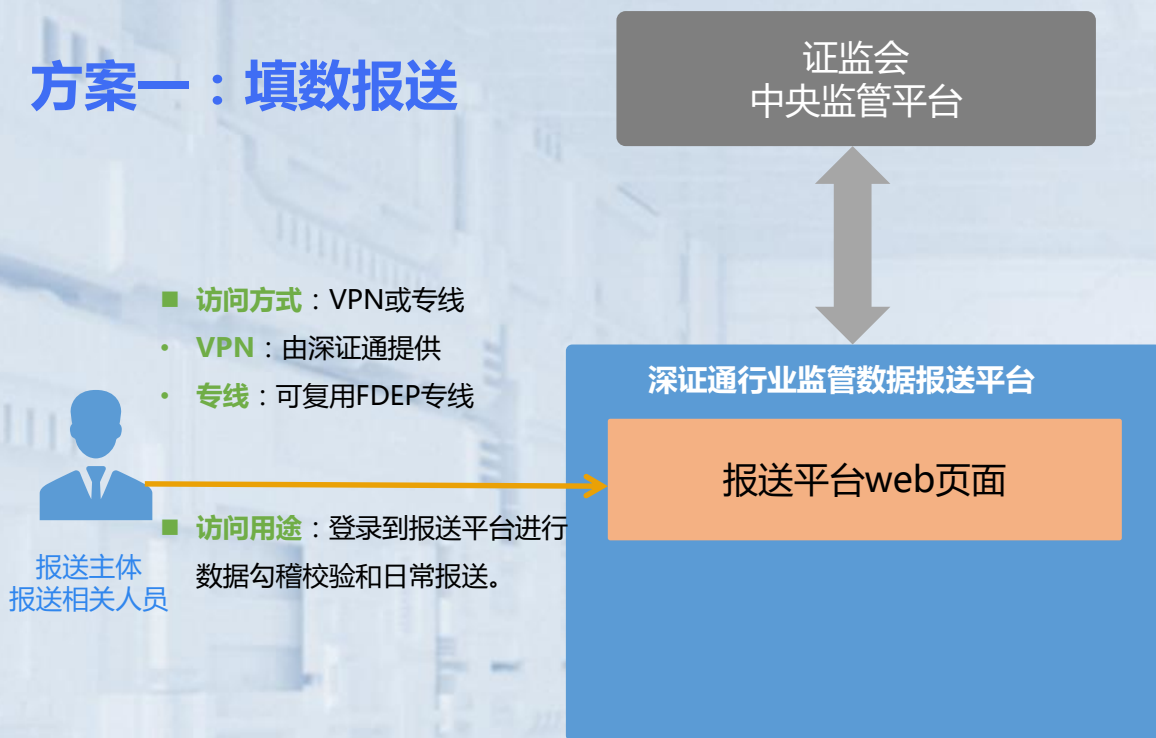 方案一：填数报送
证监会
中央监管平台
访问方式：VPN或专线
VPN：由深证通提供
专线：可复用FDEP专线
深证通行业监管数据报送平台
报送平台web页面
访问用途：登录到报送平台进行
数据勾稽校验和日常报送。
报送主体
报送相关人员